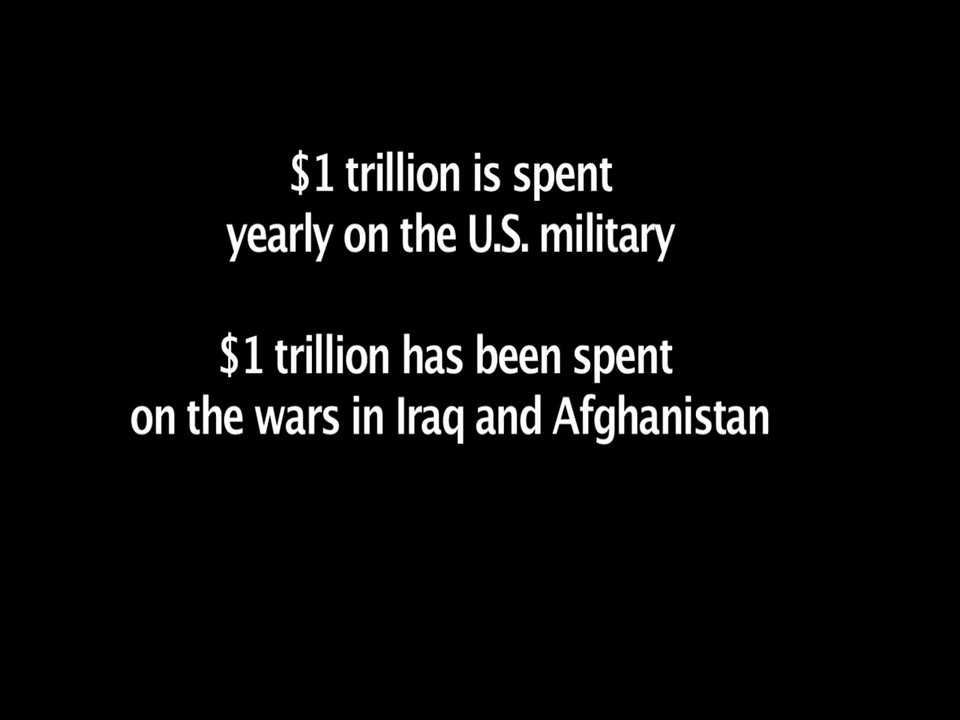 $1 trillion is spent
yearly on the U.S. military
$1 trillion has been spent
on the wars in Iraq and Afghanistan